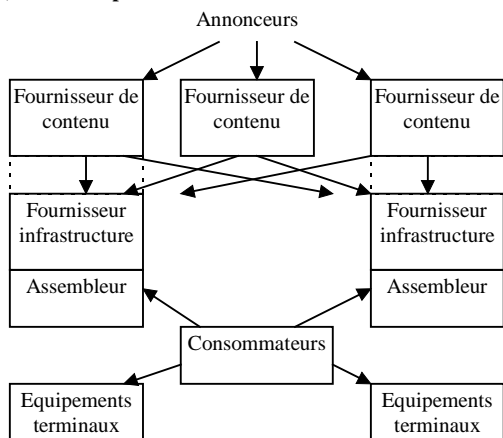 Annonceurs
Fournisseur de
contenu
Fournisseur de
contenu
Fournisseur de
contenu
Fournisseur
infrastructure
Fournisseur
infrastructure
Assembleur
Assembleur
Consommateurs
Equipements
terminaux
Equipements
terminaux